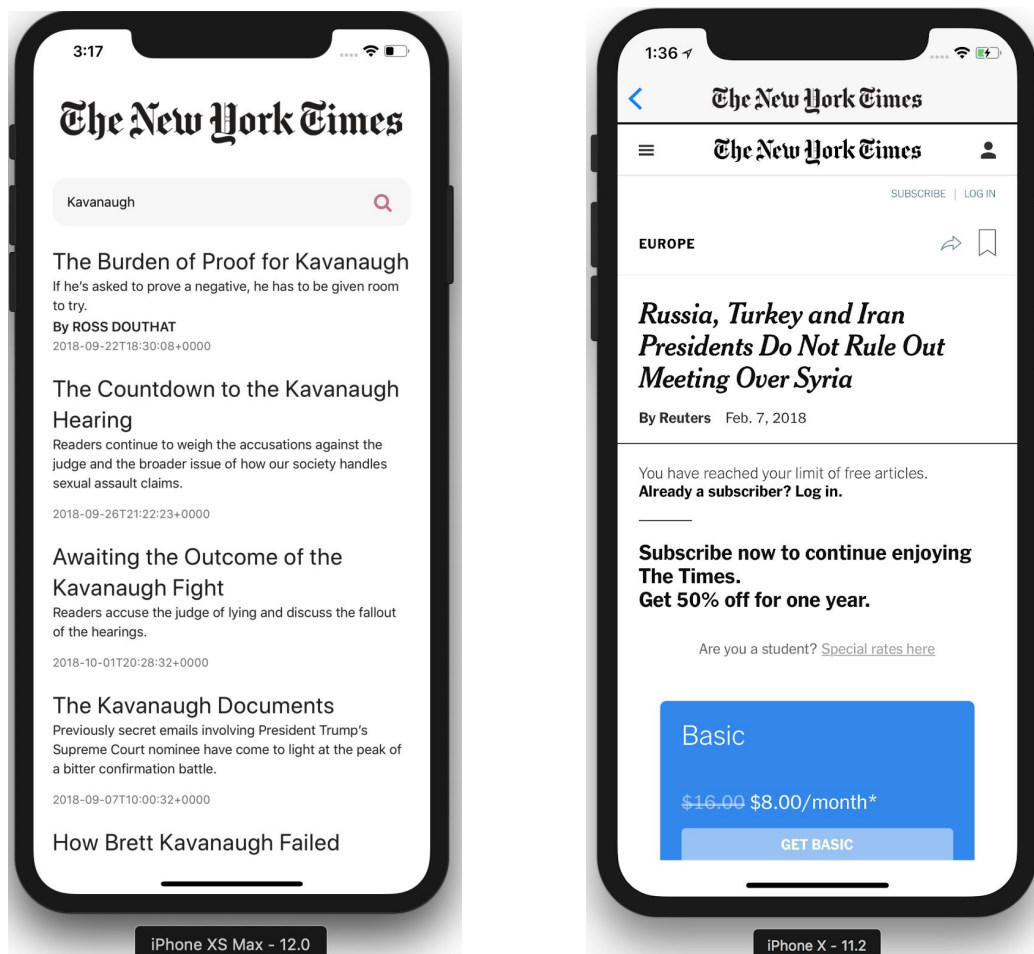 3:17
The New York Times
Kavanaugh
The Burden of Proof for Kavanaugh
If he's asked to prove a negative, he has to be given room
to try.
By ROSS DOUTHAT
2018-09-22T18:30:08+0000
The Countdown to the Kavanaugh
Hearing
Readers continue to weigh the accusations against the
judge and the broader issue of how our society handles
sexual assault claims.
2018-09-26T21:22:23+0000
Awaiting the Outcome of the
Kavanaugh Fight
Readers accuse the judge of lying and discuss the fallout
of the hearings.
2018-10-01T20:28:32+0000
The Kavanaugh Documents
Previously secret emails involving President Trump's
Supreme Court nominee have come to light at the peak of
a bitter confirmation battle.
2018-09-07T10:00:32+0000
How Brett Kavanaugh Failed
iPhone XS Max - 12.0
1:36
The New York Times
The New York Times
SUBSCRIBE | LOG IN
EUROPE
Russia, Turkey and Iran
Presidents Do Not Rule Out
Meeting Over Syria
By Reuters Feb. 7, 2018
You have reached your limit of free articles.
Already a subscriber? Log in.
Subscribe now to continue enjoying
The Times.
Get 50% off for one year.
Are you a student? Special rates here
Basic
$16.00 $8.00/month*
GET BASIC
iPhone X - 11.2